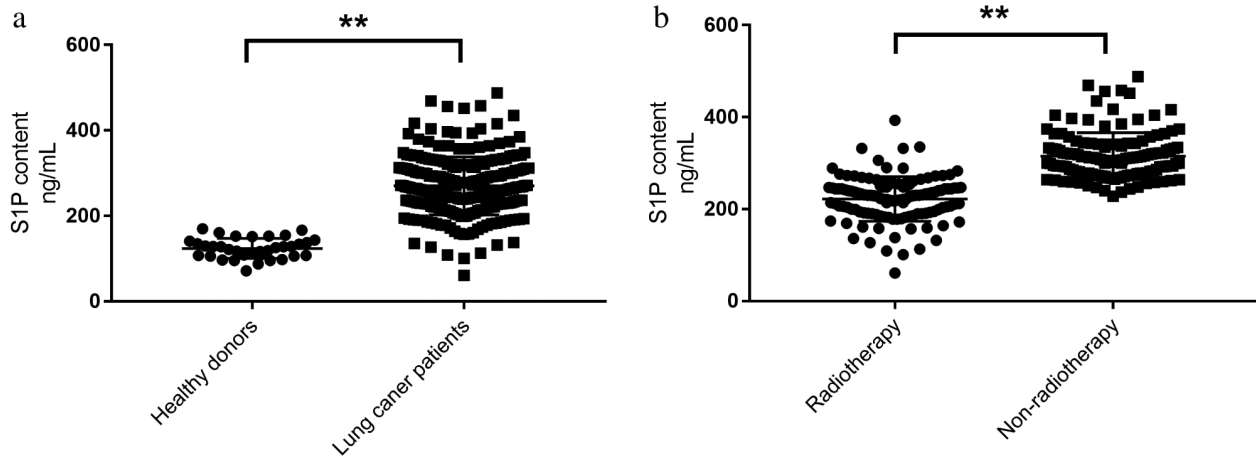 a
**
600
400
200
0
S1P content
ng/mL
Healthy donors
Lung caner patients
b
**
600
400
200
0
S1P content
ng/mL
Radiotherapy
Non-radiotherapy